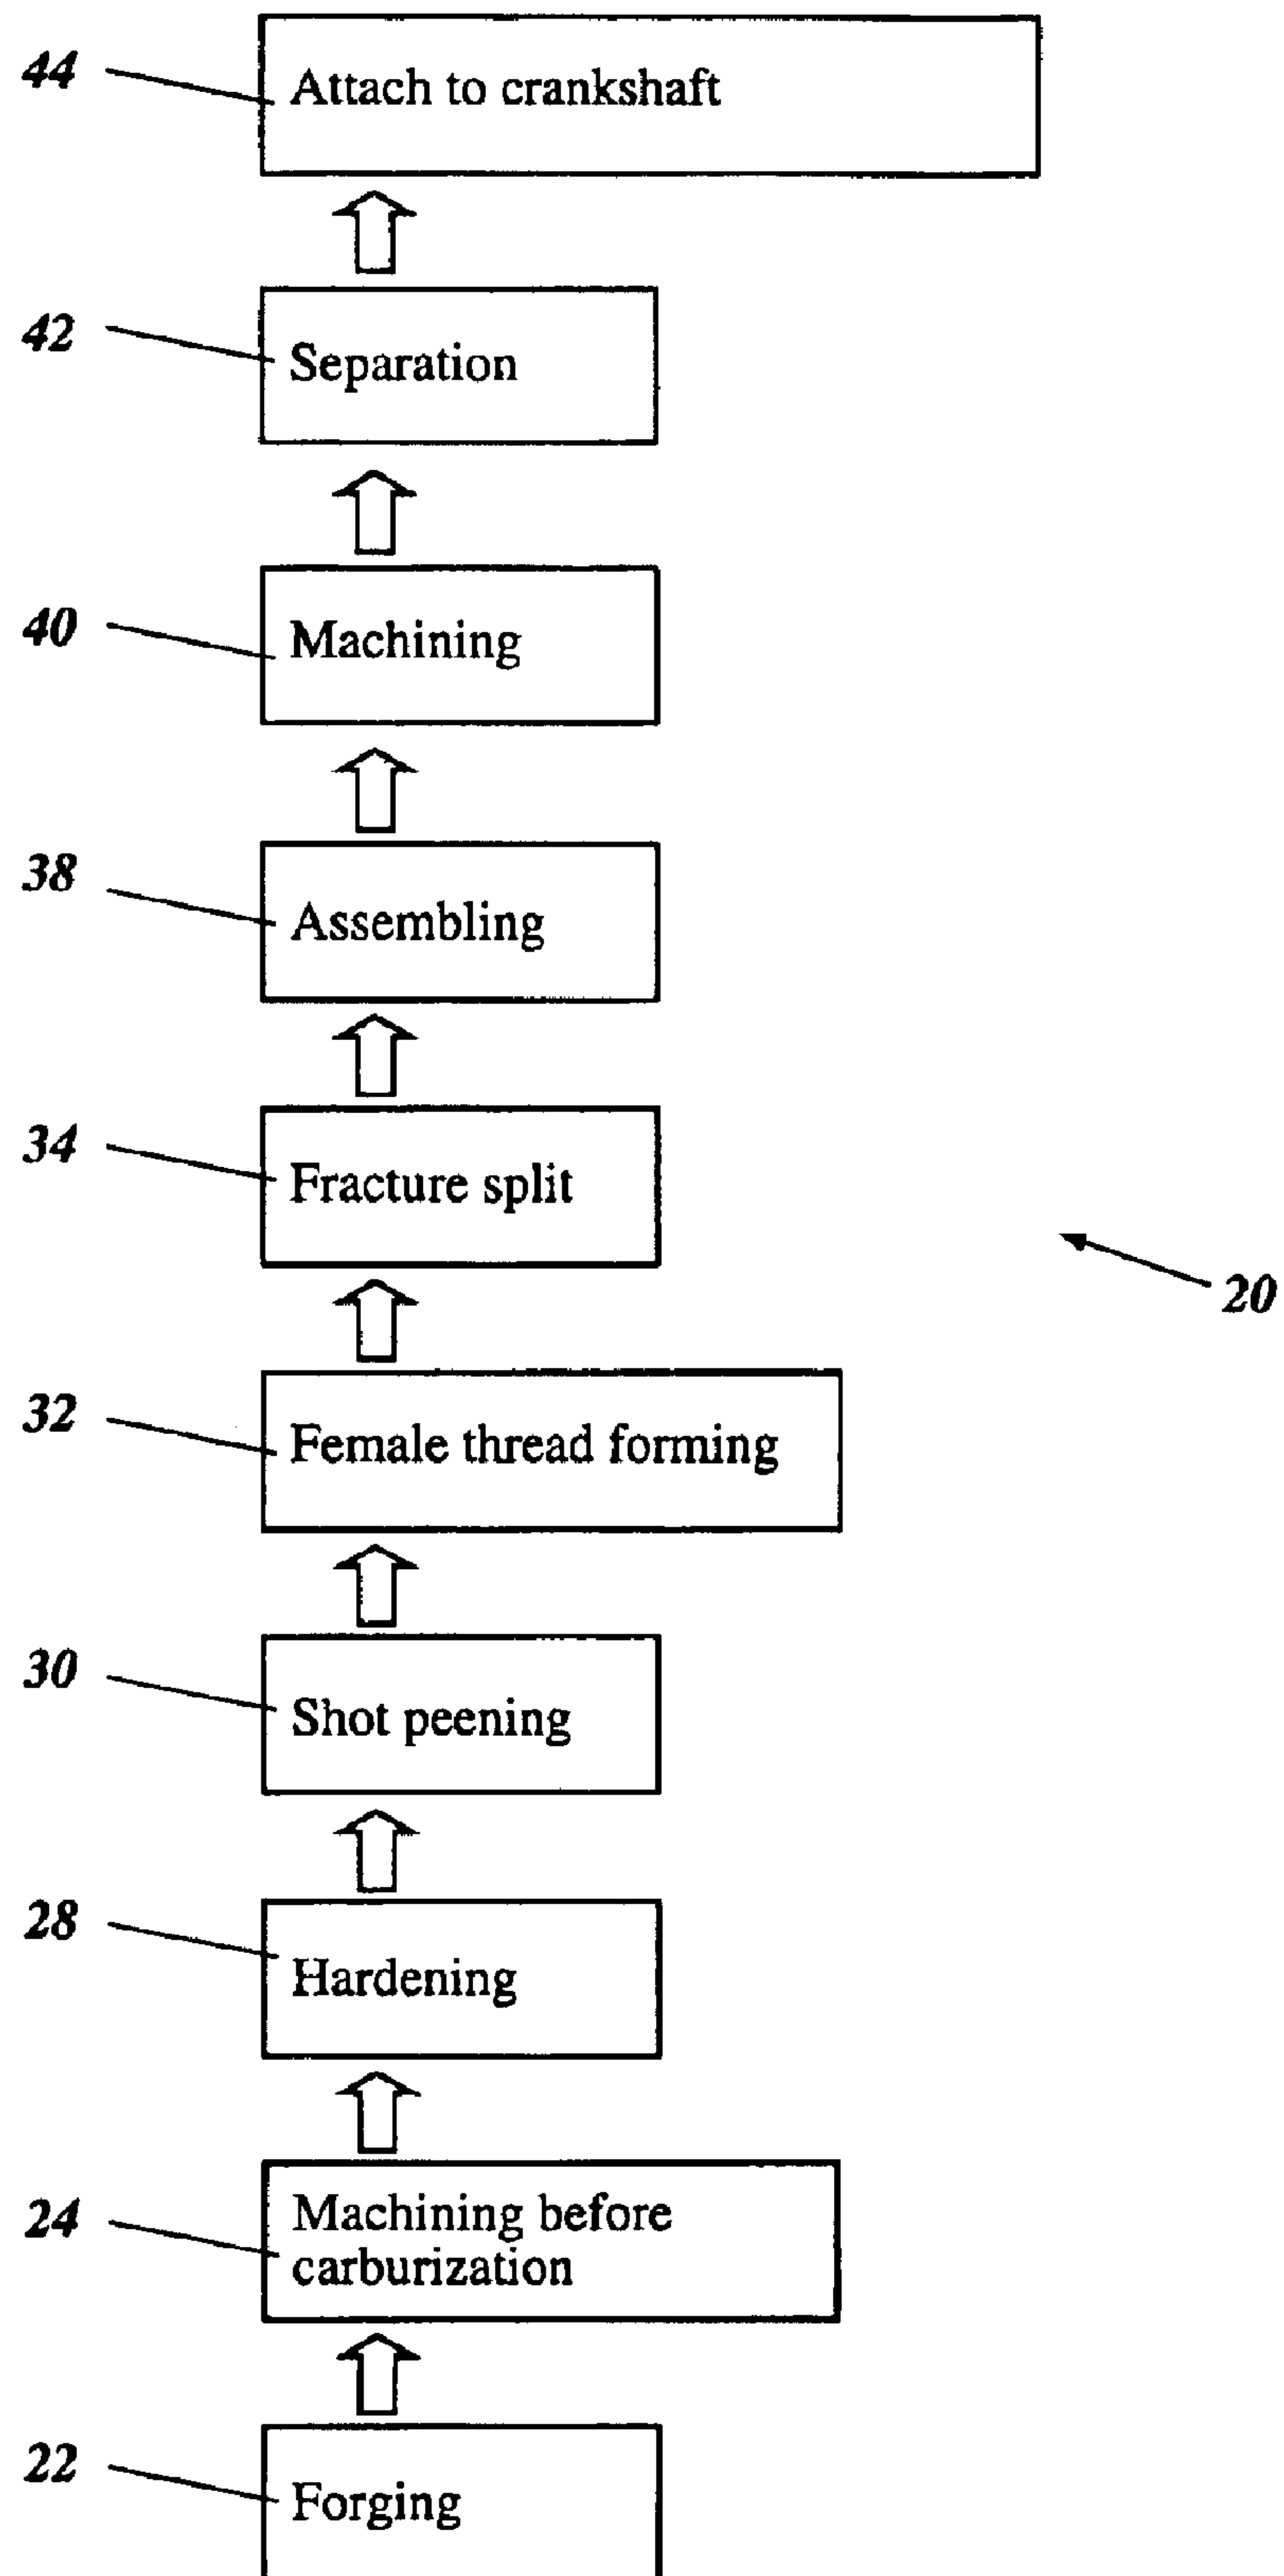 44
Attach to crankshaft
42
Separation
40
Machining
38
Assembling
34
Fracture split
20
32
Female thread forming
30
Shot peening
28
Hardening
24
Machining before
carburization
22
Forging